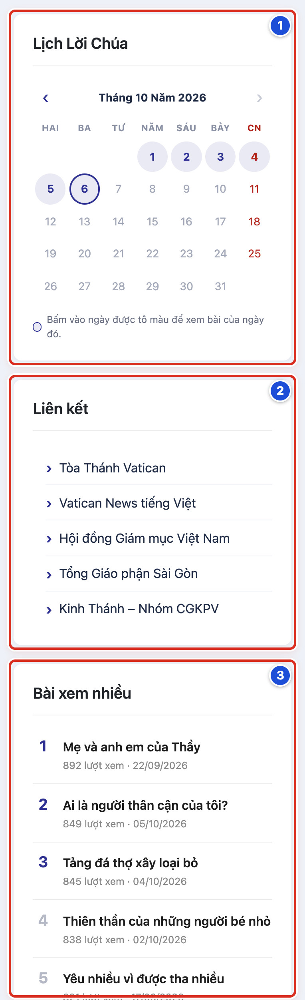 1
Lịch Lời Chúa
‹ Tháng 10 Năm 2026 ›
HAI BA TƯ NĂM SÁU BẢY CN
1 2 3 4
5 6 7 8 9 10 11
12 13 14 15 16 17 18
19 20 21 22 23 24 25
26 27 28 29 30 31
Bấm vào ngày được tô màu để xem bài của ngày
đó.
2
Liên kết
› Tòa Thánh Vatican
› Vatican News tiếng Việt
› Hội đồng Giám mục Việt Nam
› Tổng Giáo phận Sài Gòn
› Kinh Thánh – Nhóm CGKPV
3
Bài xem nhiều
1 Mẹ và anh em của Thầy
892 lượt xem · 22/09/2026
2 Ai là người thân cận của tôi?
849 lượt xem · 05/10/2026
3 Tảng đá thợ xây loại bỏ
845 lượt xem · 04/10/2026
4 Thiên thần của những người bé nhỏ
838 lượt xem · 02/10/2026
5 Yêu nhiều vì được tha nhiều